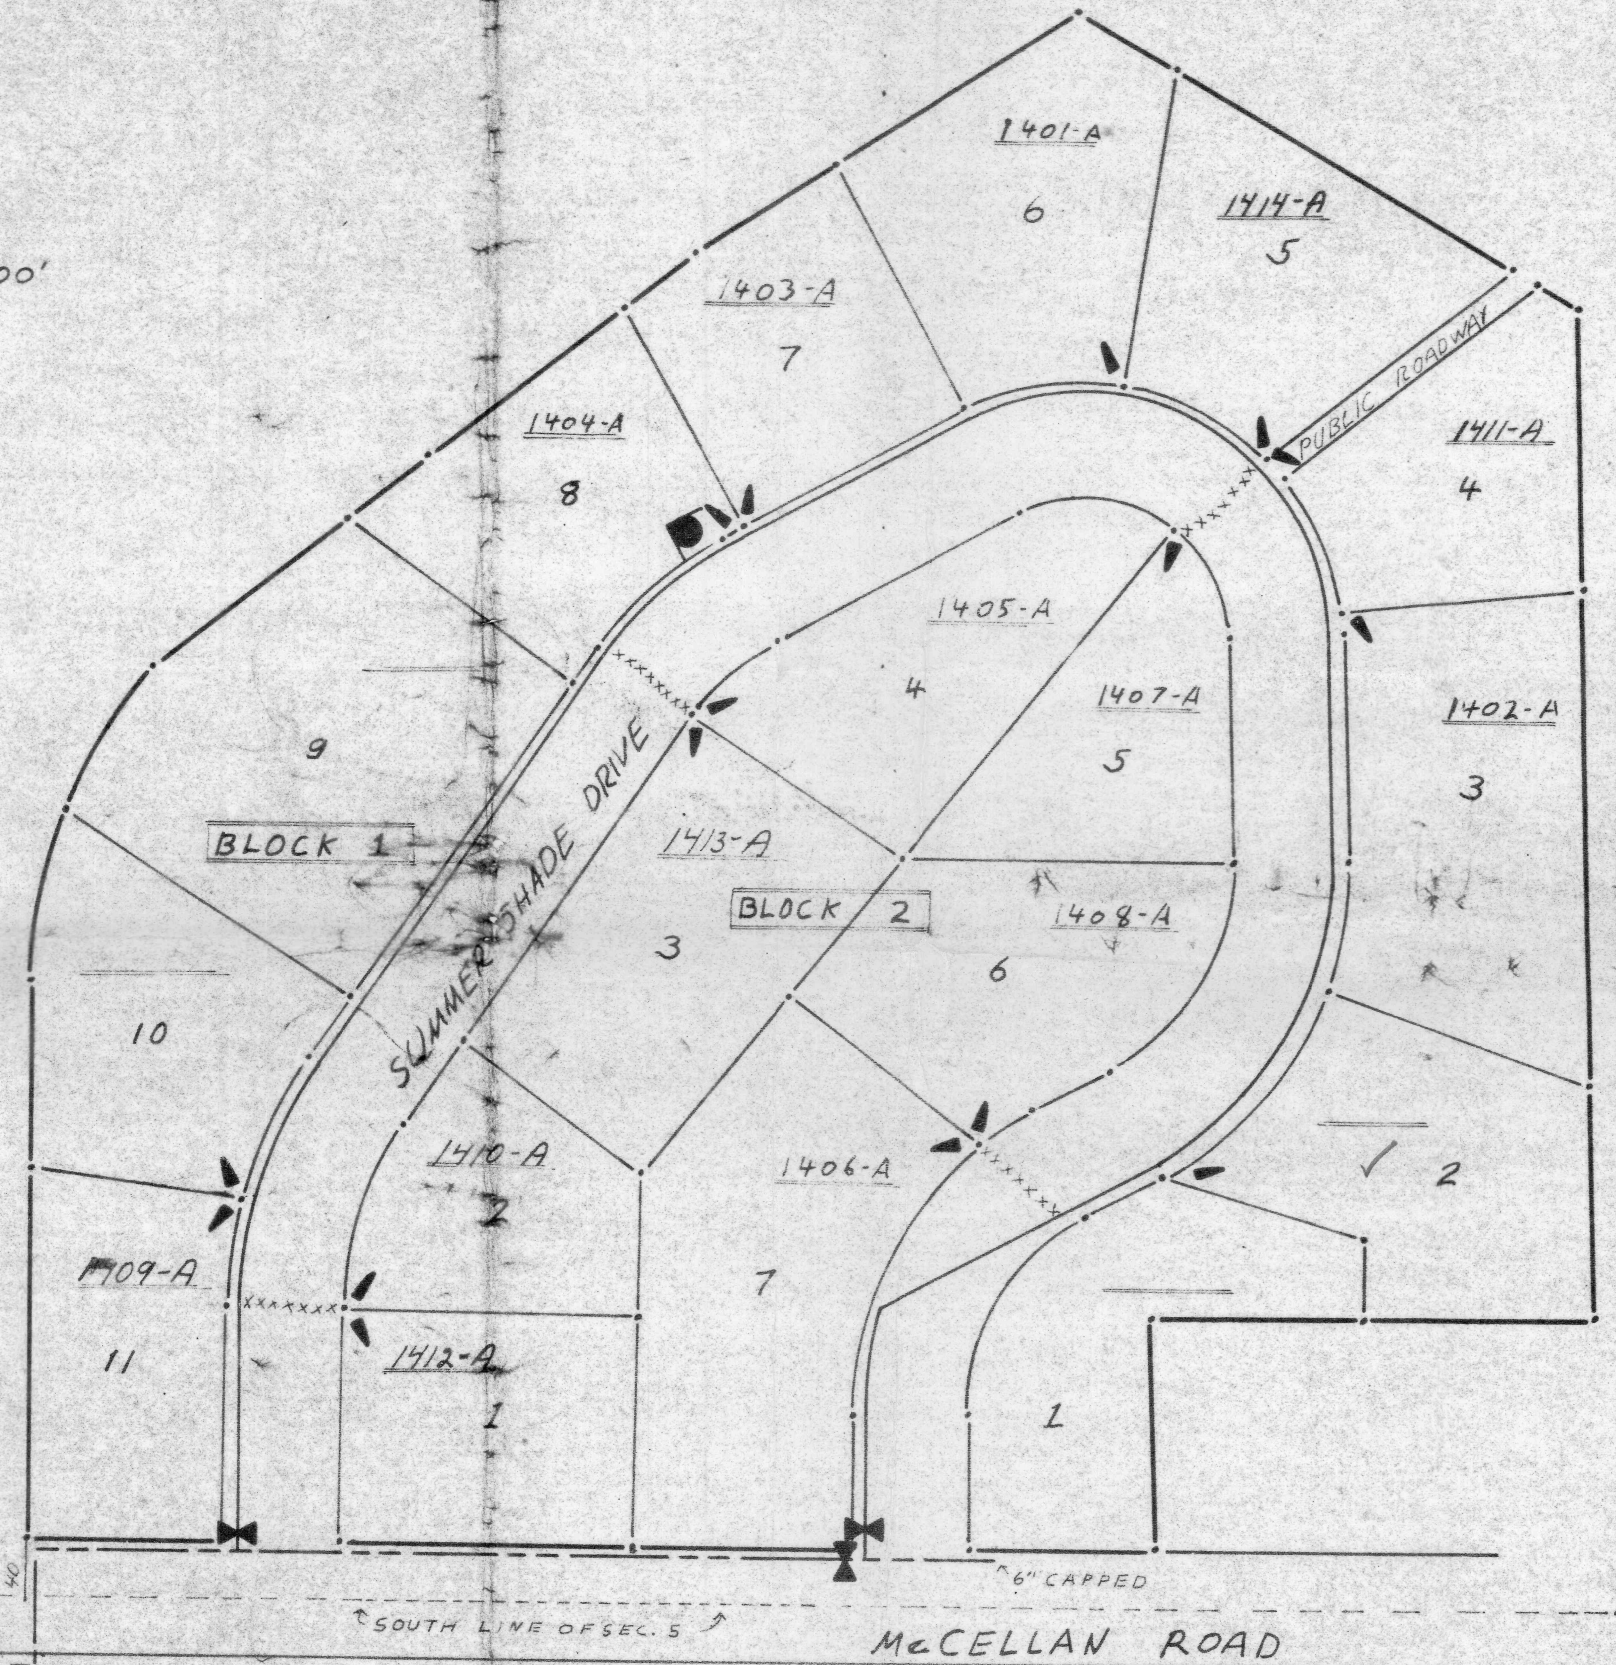 1401-A
6
1414-A
5
00'
1403-A
7
PUBLIC ROADWAY
1404-A
8
1411-A
4
1405-A
4
1407-A
5
1402-A
3
9
BLOCK 1
SUMMERSHADE DRIVE
1413-A
3
BLOCK 2
1408-A
6
10
1410-A
2
1406-A
7
✓ 2
1409-A
11
1412-A
1
1
40
6" CAPPED
SOUTH LINE OF SEC. 5
McCELLAN ROAD